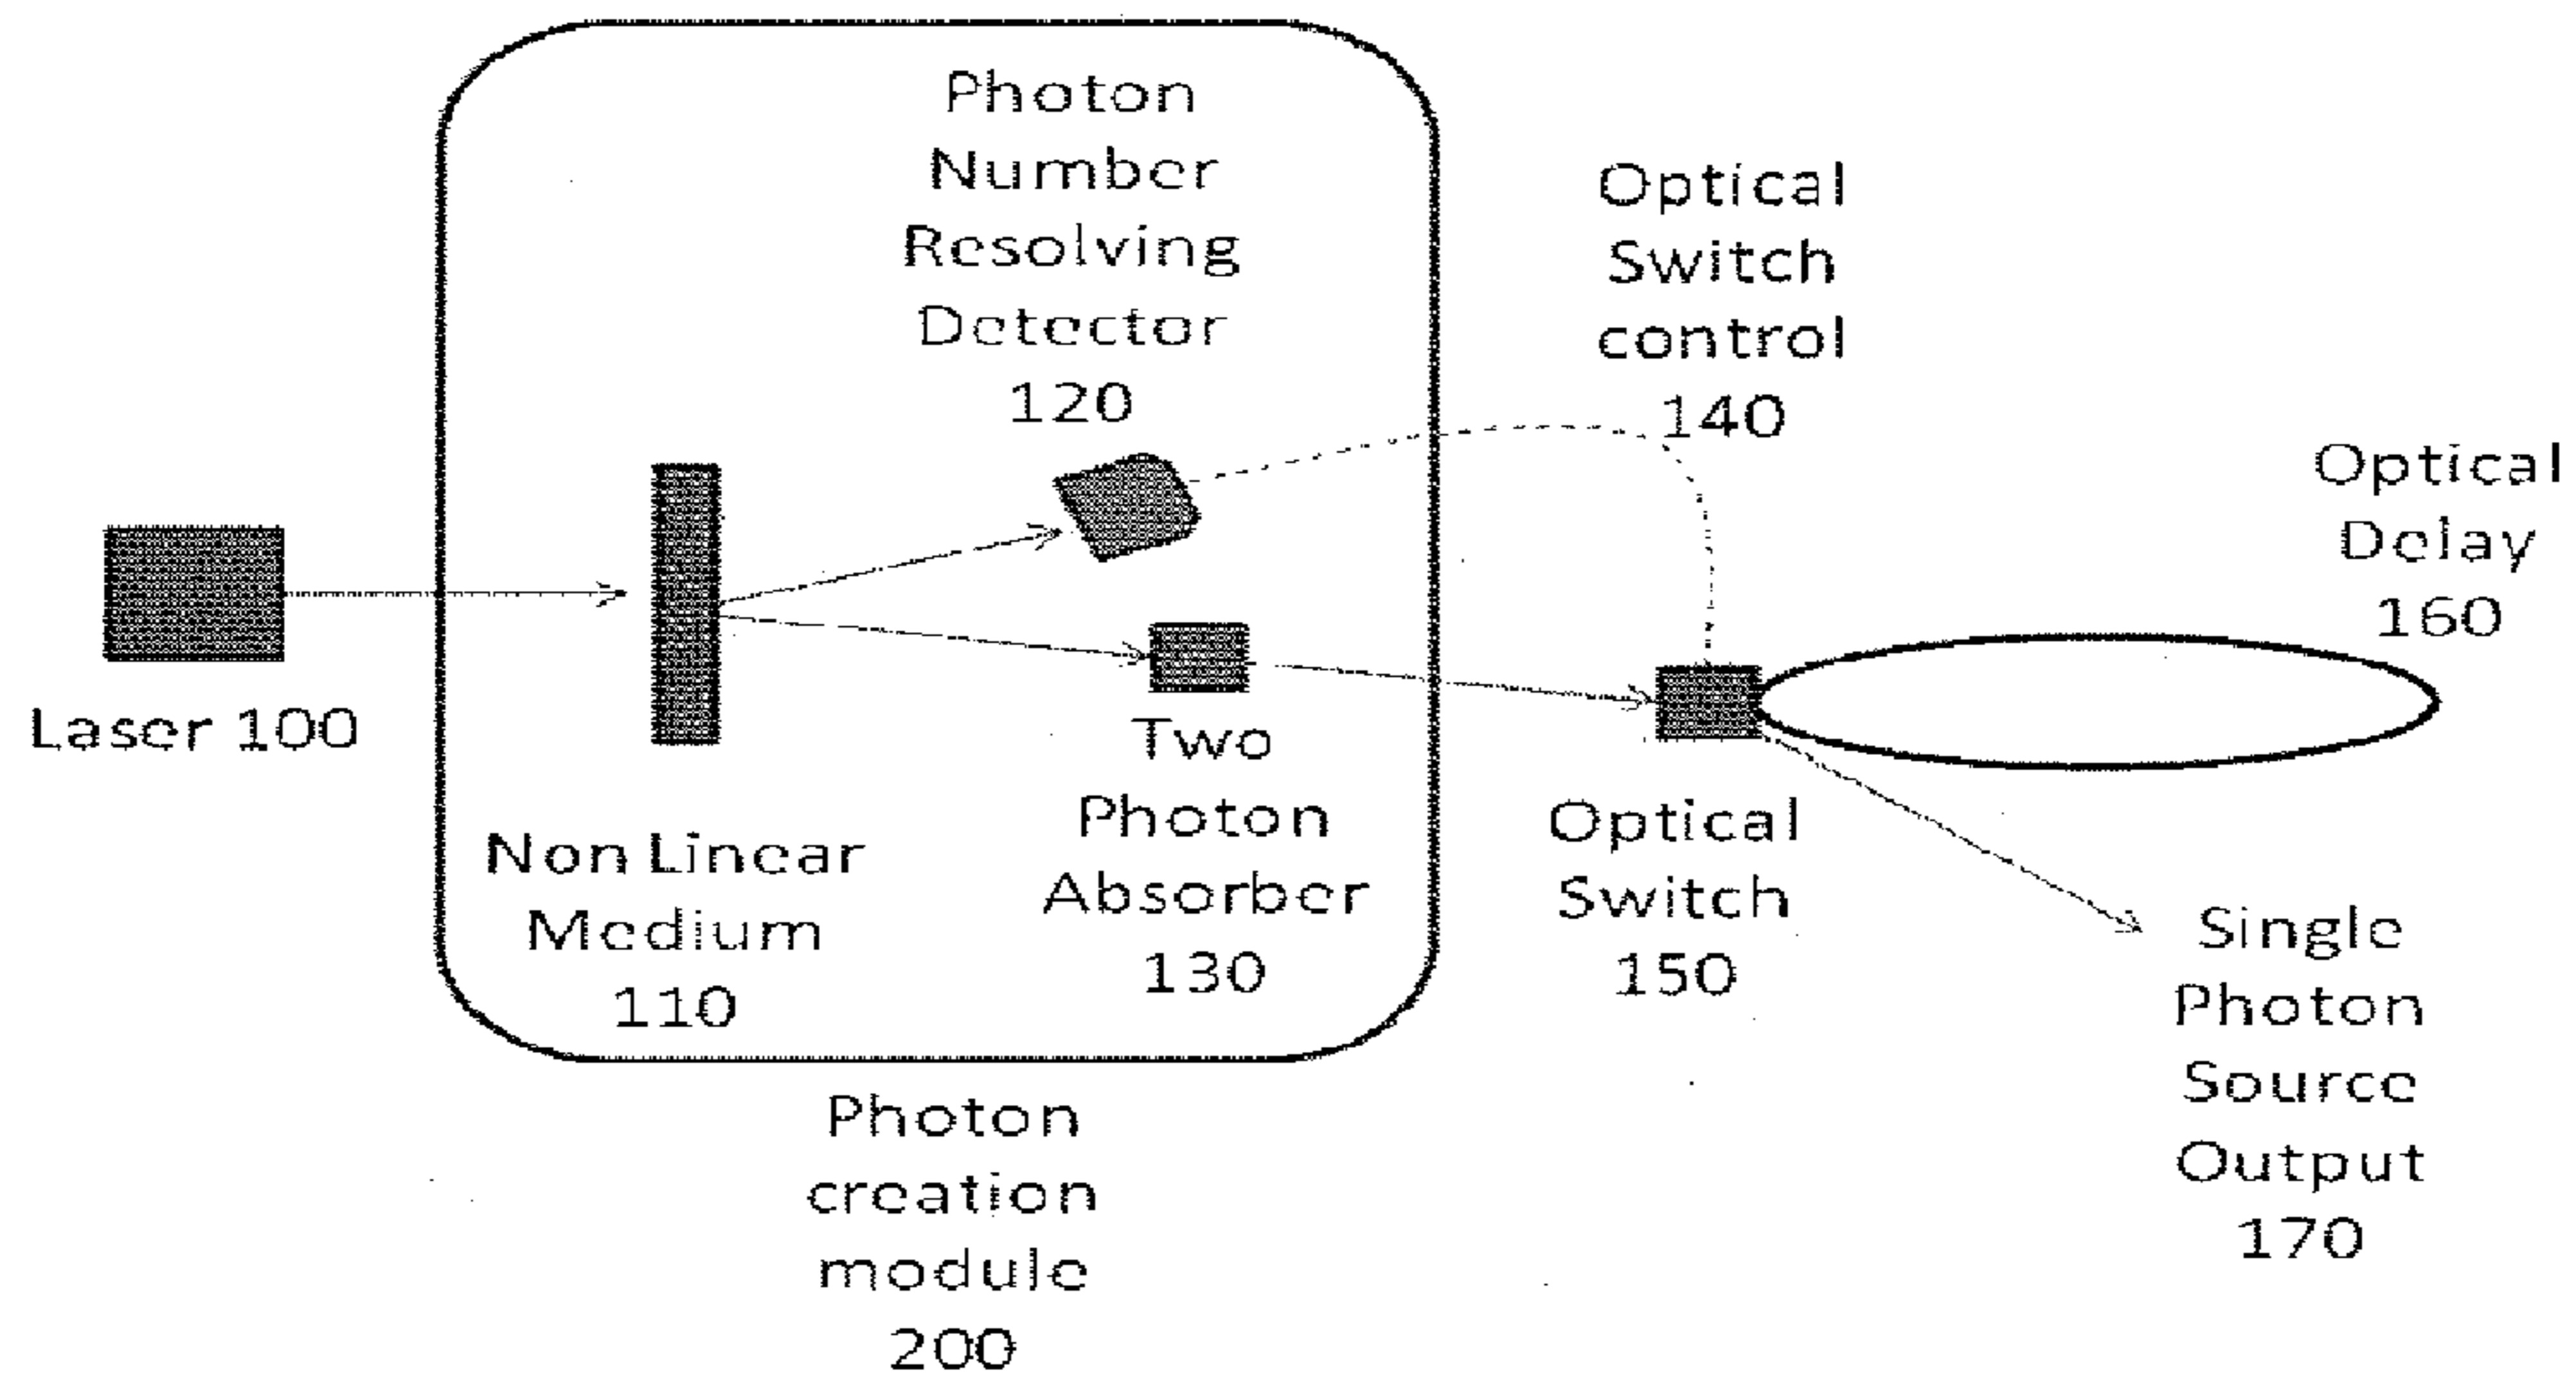 Photon
Number
Resolving
Detector
120
Optical
Switch
control
140
Optical
Delay
160
Laser 100
Non Linear
Medium
110
Two
Photon
Absorber
130
Optical
Switch
150
Single
Photon
Source
Output
170
Photon
creation
module
200